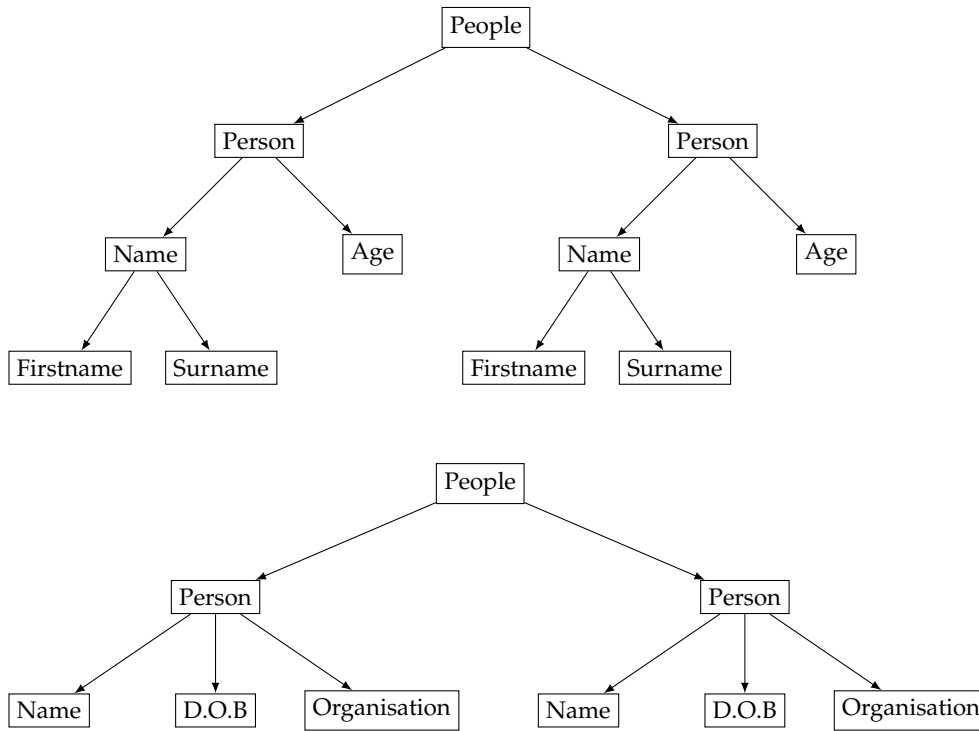 People
Person Person
Name Age Name Age
Firstname Surname Firstname Surname
People
Person Person
Name D.O.B Organisation Name D.O.B Organisation